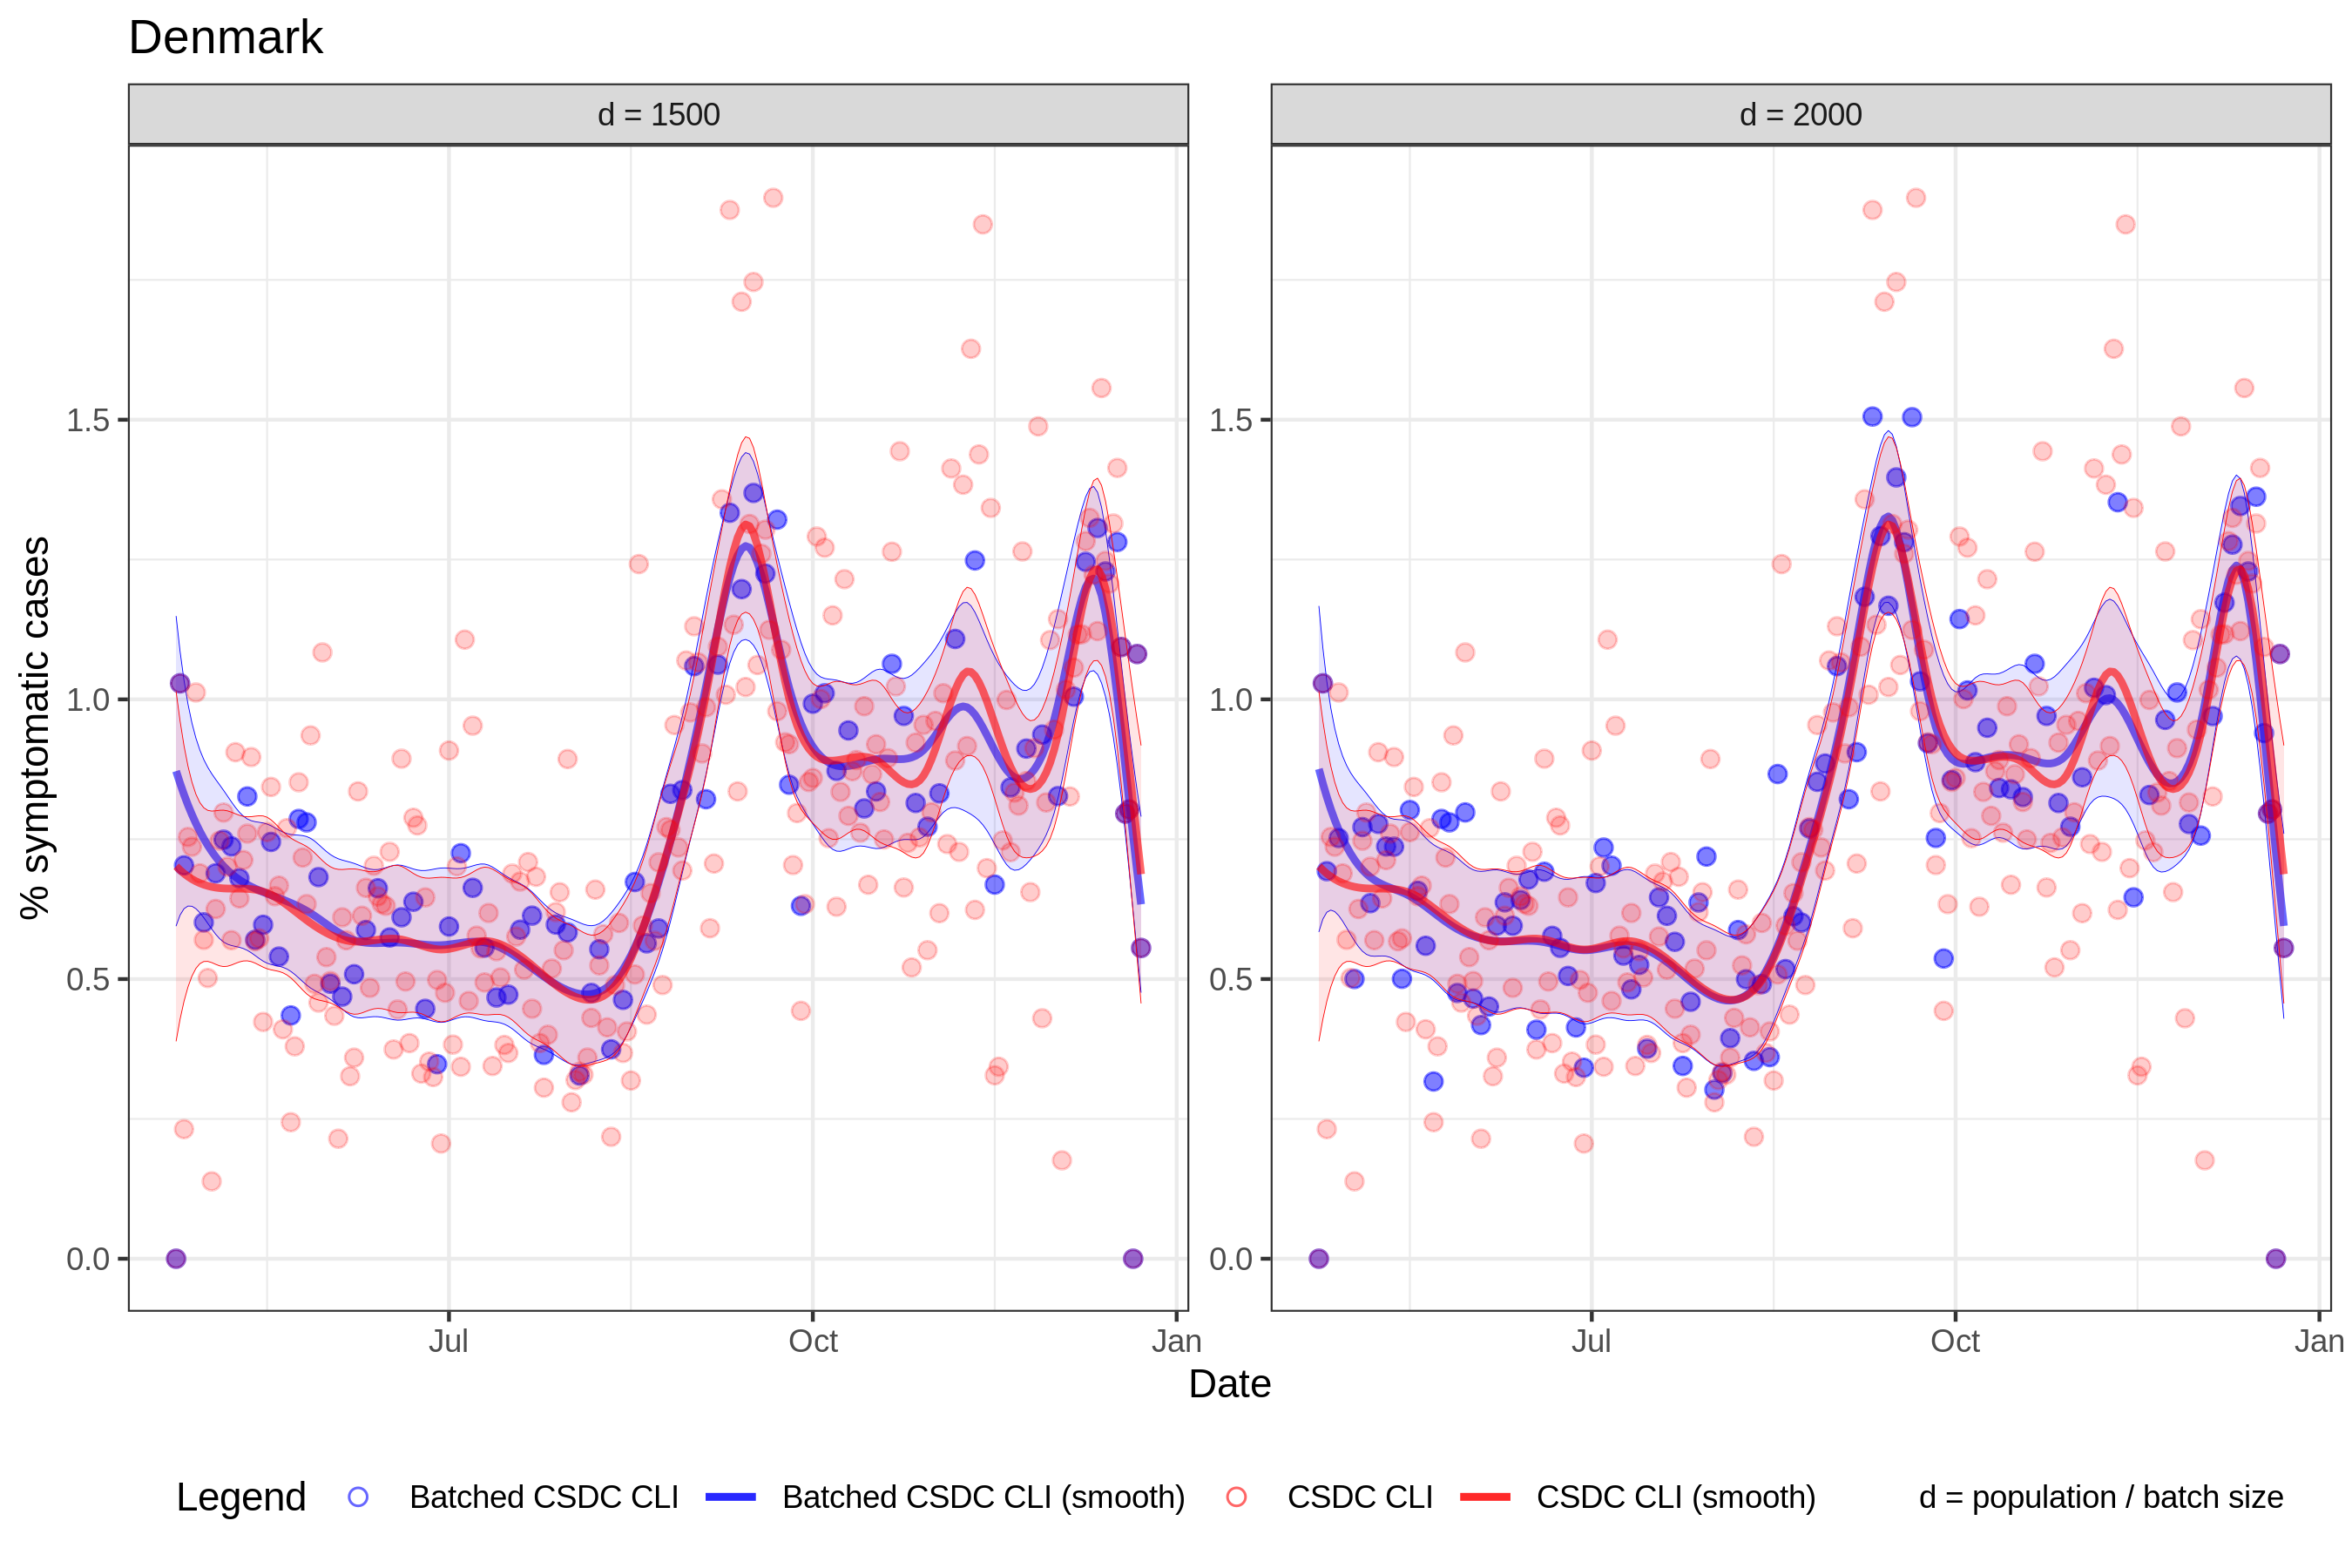 Denmark
d = 1500
d = 2000
% symptomatic cases
1.5
1.0
0.5
0.0
1.5
1.0
0.5
0.0
Jul
Oct
Jan
Jul
Oct
Jan
Date
Legend
Batched CSDC CLI
Batched CSDC CLI (smooth)
CSDC CLI
CSDC CLI (smooth)
d = population / batch size